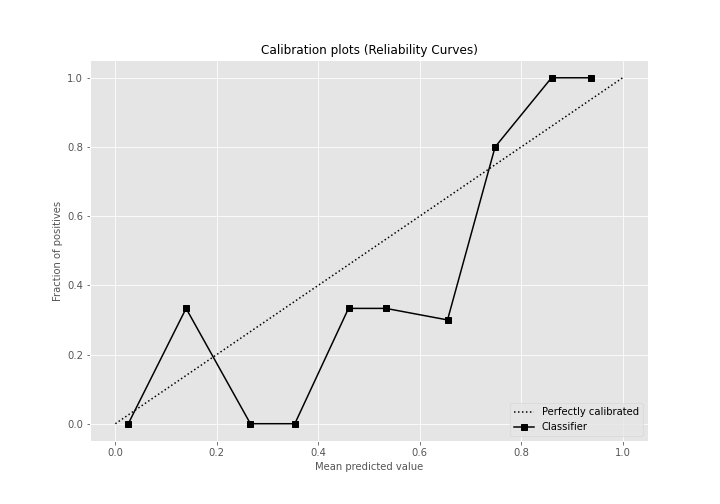 Calibration plots (Reliability Curves)
1.0
0.8
0.6
0.4
0.2
0.0
Fraction of positives
0.0 0.2 0.4 0.6 0.8 1.0
Mean predicted value
Perfectly calibrated
Classifier